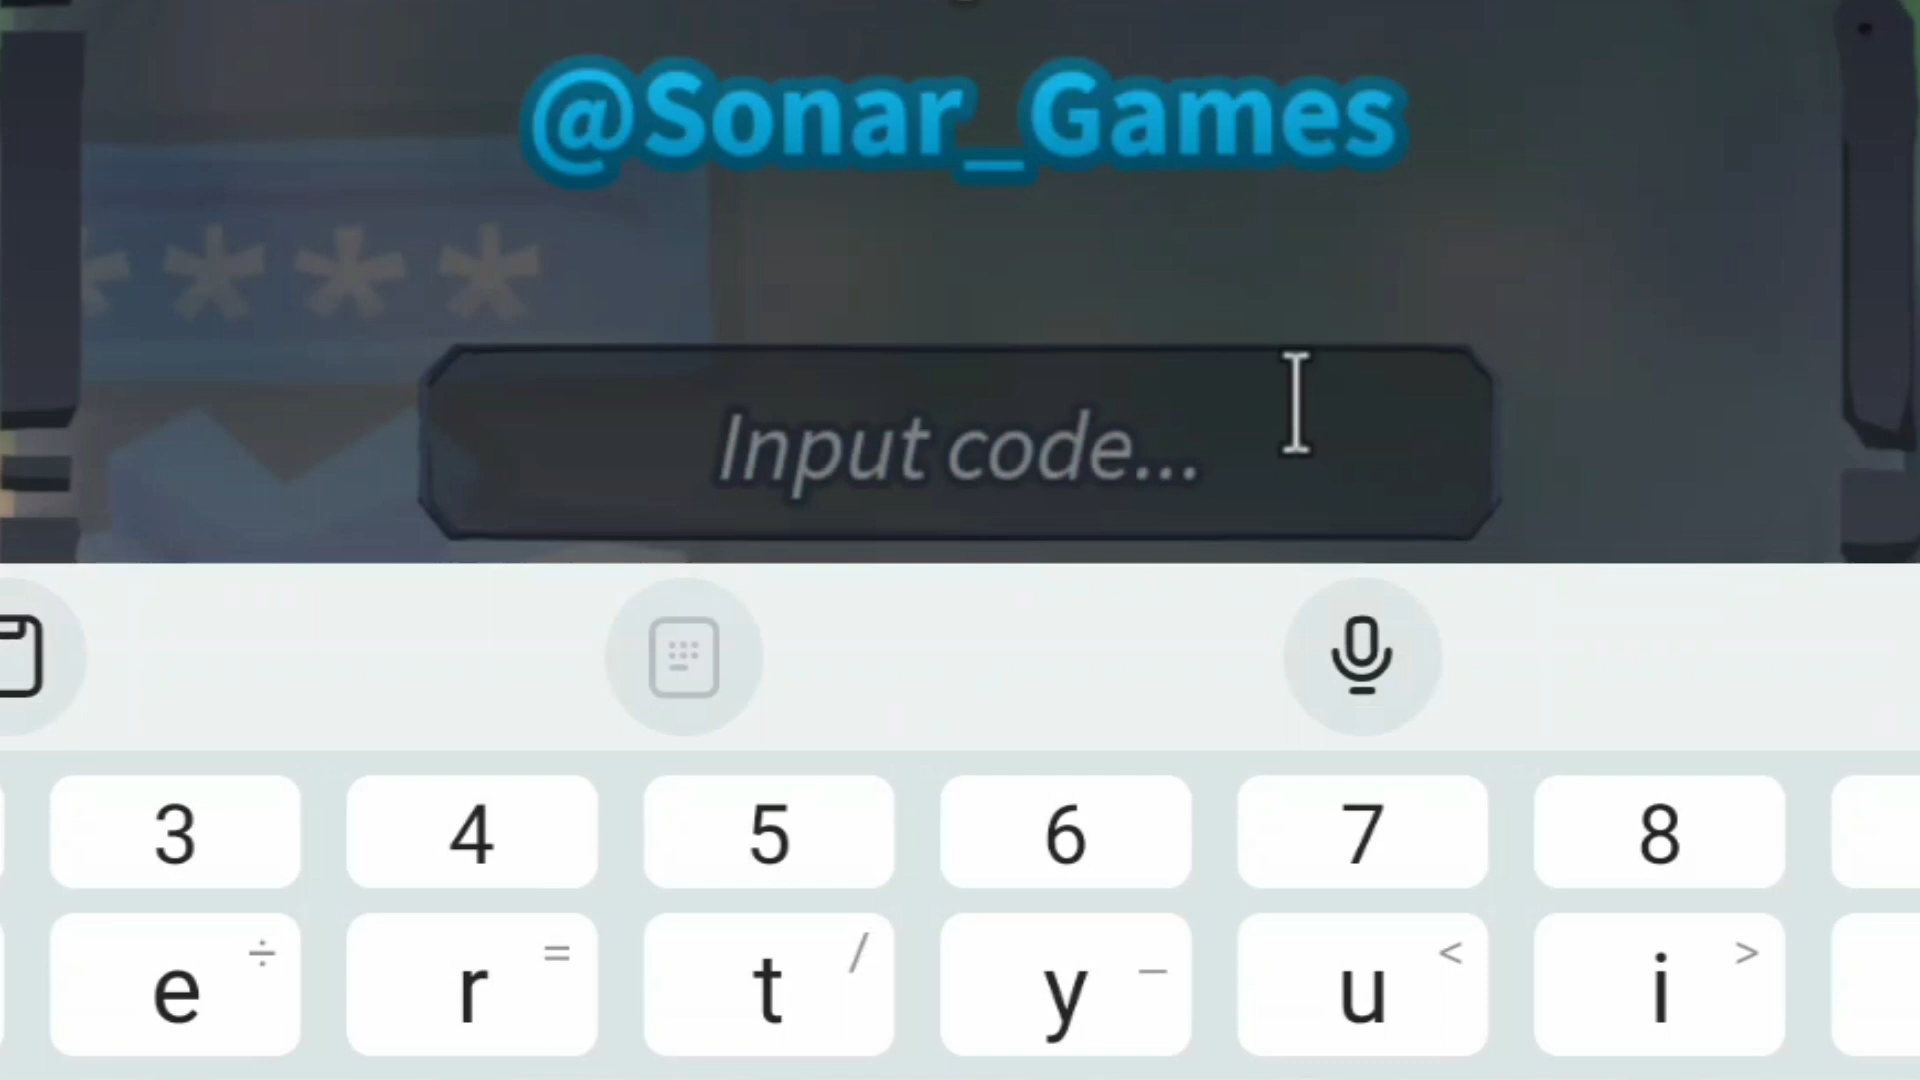 @Sonar_Games
* * * *
Input code...
3 4 5 6 7 8
e ÷ r = t / y _ u < i >